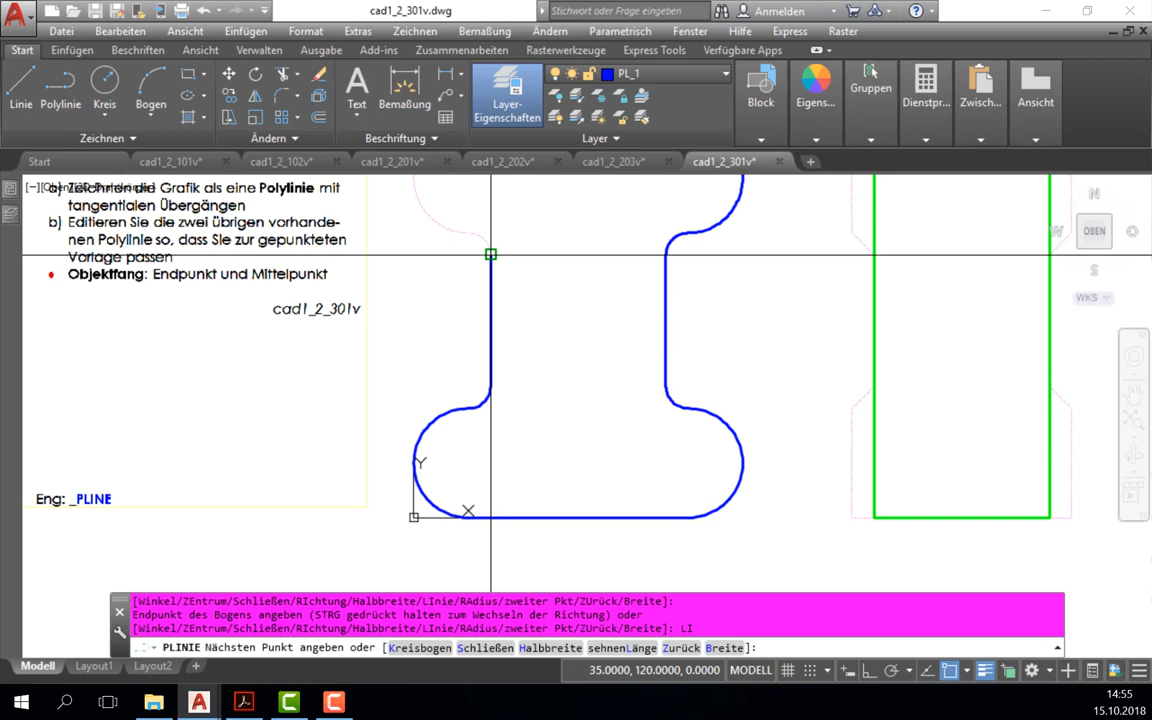 cad1_2_301v.dwg
Stichwort oder Frage eingeben
Anmelden
Datei Bearbeiten Ansicht Einfügen Format Extras Zeichnen Bemaßung Ändern Parametrisch Fenster Hilfe Express Raster
Start Einfügen Beschriften Ansicht Verwalten Ausgabe Add-ins Zusammenarbeiten Rasterwerkzeuge Express Tools Verfügbare Apps
PL_1
Linie Polylinie Kreis Bogen Text Bemaßung Layer-Eigenschaften Block Eigens... Gruppen Dienstpr... Zwisch... Ansicht
Zeichnen Ändern Beschriftung Layer
Start cad1_2_101v* cad1_2_102v* cad1_2_201v* cad1_2_202v* cad1_2_203v* cad1_2_301v*
Zeichnen die Grafik als eine Polylinie mit
tangentialen Übergängen
b) Editieren Sie die zwei übrigen vorhande-
nen Polylinie so, dass Sie zur gepunkteten
Vorlage passen
• Objektfang: Endpunkt und Mittelpunkt
cad1_2_301v
Eng: _PLINE
N
W OBEN O
S
WKS
Y
X
[Winkel/ZEntrum/Schließen/RIchtung/Halbbreite/LInie/RAdius/zweiter Pkt/ZUrück/Breite]:
Endpunkt des Bogens angeben (STRG gedrückt halten zum Wechseln der Richtung) oder
[Winkel/ZEntrum/Schließen/RIchtung/Halbbreite/LInie/RAdius/zweiter Pkt/ZUrück/Breite]: LI
PLINIE Nächsten Punkt angeben oder [Kreisbogen Schließen Halbbreite sehnenLänge Zurück Breite]:
Modell Layout1 Layout2 +
35.0000, 120.0000, 0.0000 MODELL
14:55
15.10.2018